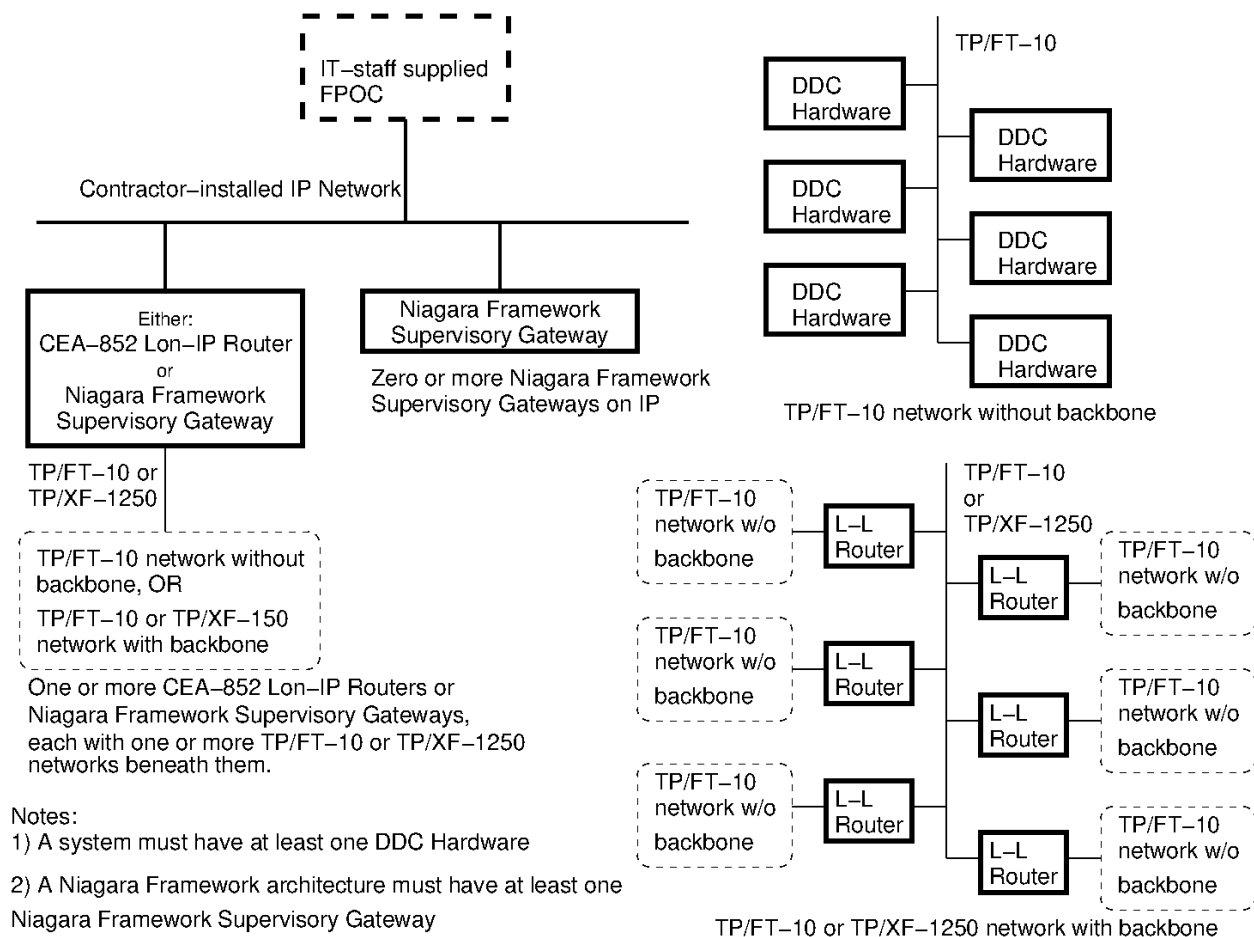 IT−staff supplied
FPOC
Contractor−installed IP Network
Either:
CEA−852 Lon−IP Router
or
Niagara Framework
Supervisory Gateway
Niagara Framework
Supervisory Gateway
Zero or more Niagara Framework
Supervisory Gateways on IP
TP/FT−10 or
TP/XF−1250
TP/FT−10 network without
backbone, OR
TP/FT−10 or TP/XF−150
network with backbone
One or more CEA−852 Lon−IP Routers or
Niagara Framework Supervisory Gateways,
each with one or more TP/FT−10 or TP/XF−1250
networks beneath them.
Notes:
1) A system must have at least one DDC Hardware
2) A Niagara Framework architecture must have at least one
Niagara Framework Supervisory Gateway
TP/FT−10
DDC
Hardware
DDC
Hardware
DDC
Hardware
DDC
Hardware
DDC
Hardware
DDC
Hardware
TP/FT−10 network without backbone
TP/FT−10
or
TP/XF−1250
TP/FT−10
network w/o
backbone
L−L
Router
L−L
Router
TP/FT−10
network w/o
backbone
TP/FT−10
network w/o
backbone
L−L
Router
L−L
Router
TP/FT−10
network w/o
backbone
TP/FT−10
network w/o
backbone
L−L
Router
L−L
Router
TP/FT−10
network w/o
backbone
TP/FT−10 or TP/XF−1250 network with backbone